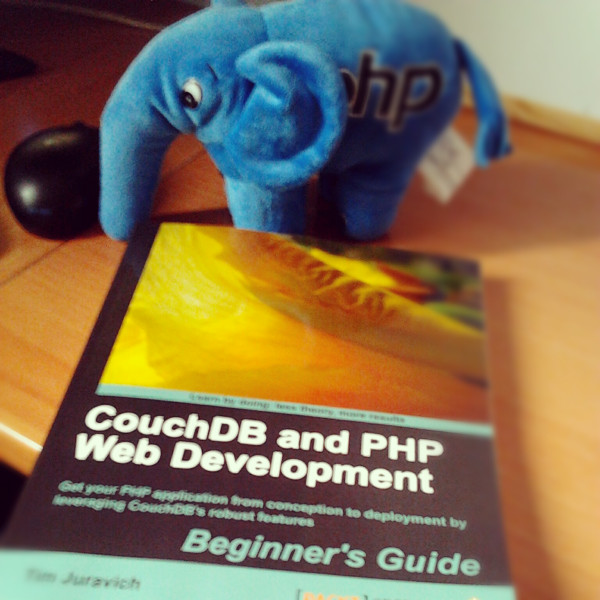 php
Learn by doing: less theory, more results
CouchDB and PHP
Web Development
Get your PHP application from conception to deployment by
leveraging CouchDB's robust features
Beginner's Guide
Tim Juravich